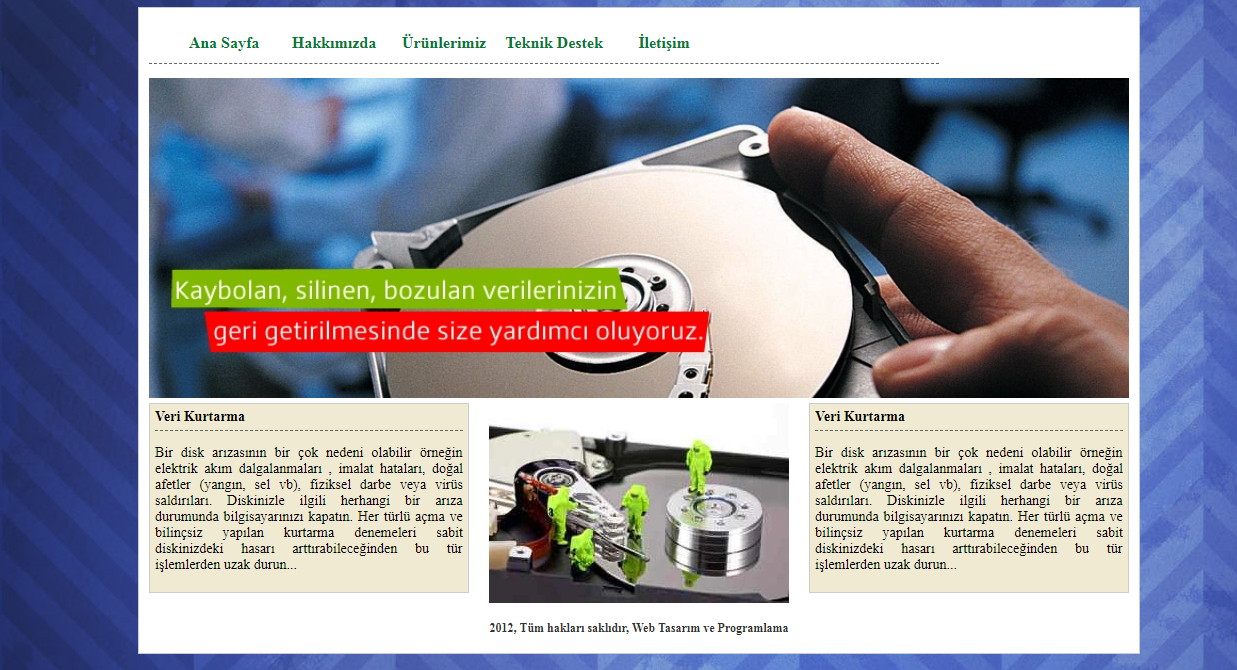 Ana Sayfa Hakkımızda Ürünlerimiz Teknik Destek İletişim
Kaybolan, silinen, bozulan verilerinizin
geri getirilmesinde size yardımcı oluyoruz.
Veri Kurtarma
Bir disk arızasının bir çok nedeni olabilir örneğin
elektrik akım dalgalanmaları , imalat hataları, doğal
afetler (yangın, sel vb), fiziksel darbe veya virüs
saldırıları. Diskinizle ilgili herhangi bir arıza
durumunda bilgisayarınızı kapatın. Her türlü açma ve
bilinçsiz yapılan kurtarma denemeleri sabit
diskinizdeki hasarı arttırabileceğinden bu tür
işlemlerden uzak durun...
Veri Kurtarma
Bir disk arızasının bir çok nedeni olabilir örneğin
elektrik akım dalgalanmaları , imalat hataları, doğal
afetler (yangın, sel vb), fiziksel darbe veya virüs
saldırıları. Diskinizle ilgili herhangi bir arıza
durumunda bilgisayarınızı kapatın. Her türlü açma ve
bilinçsiz yapılan kurtarma denemeleri sabit
diskinizdeki hasarı arttırabileceğinden bu tür
işlemlerden uzak durun...
2012, Tüm hakları saklıdır, Web Tasarım ve Programlama